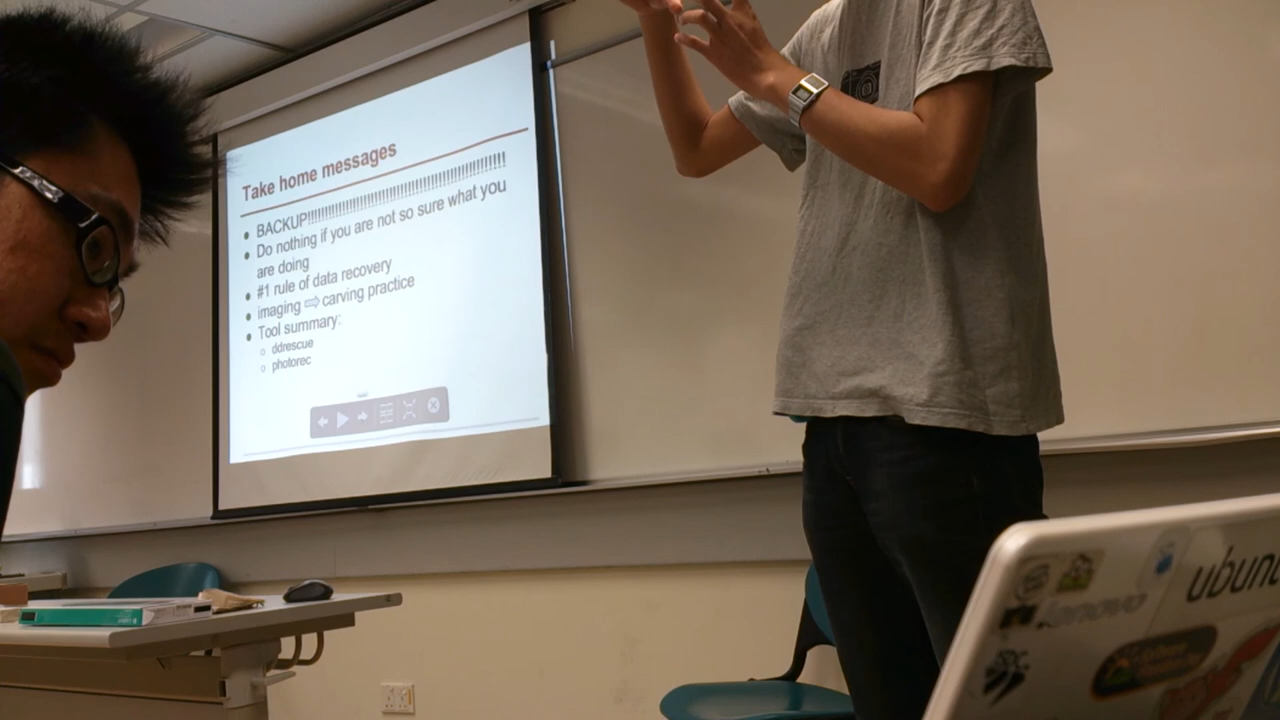 Take home messages
BACKUP!!!!!!!!!!!!!!!!!!!!!!!!!!!!!!!!!!!!!!!!!!!!!!!!
Do nothing if you are not so sure what you
are doing
#1 rule of data recovery
imaging ⇨ carving practice
Tool summary:
ddrescue
photorec
lenovo